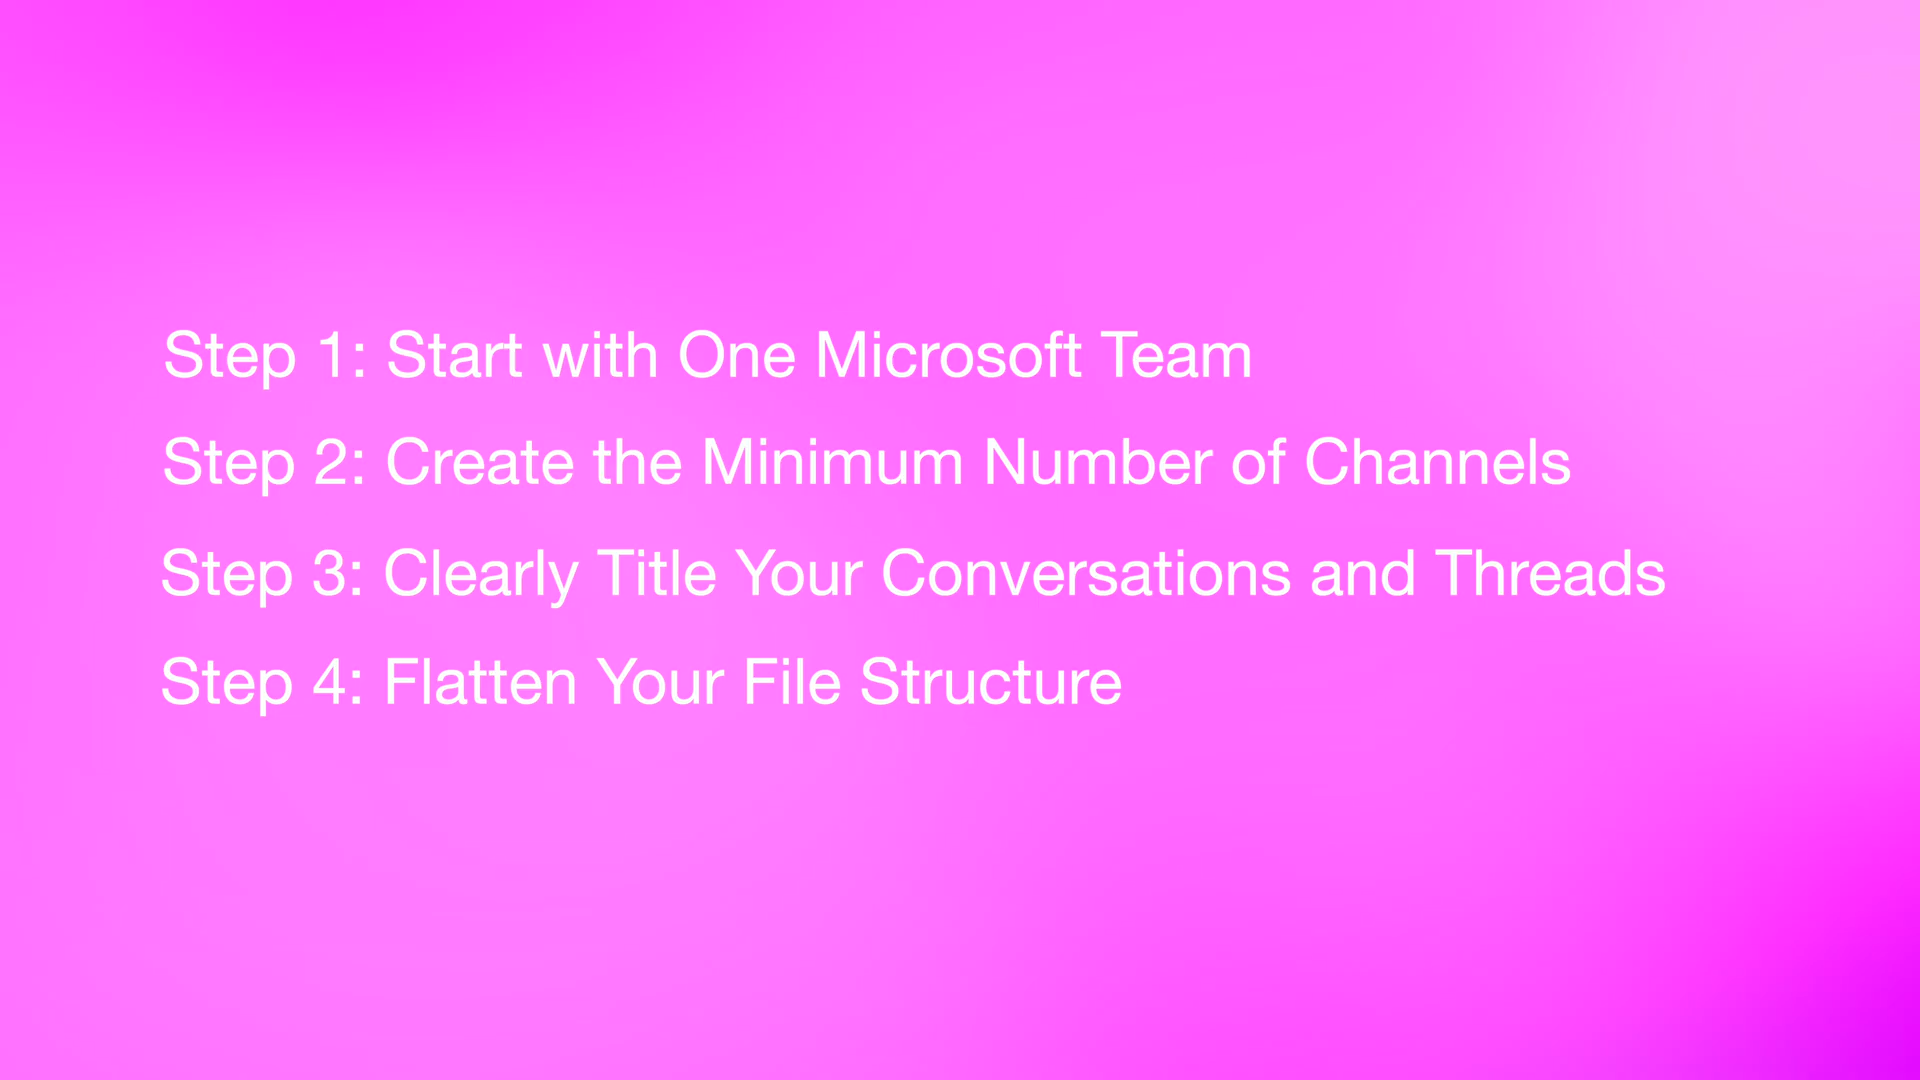 Step 1: Start with One Microsoft Team
Step 2: Create the Minimum Number of Channels
Step 3: Clearly Title Your Conversations and Threads
Step 4: Flatten Your File Structure